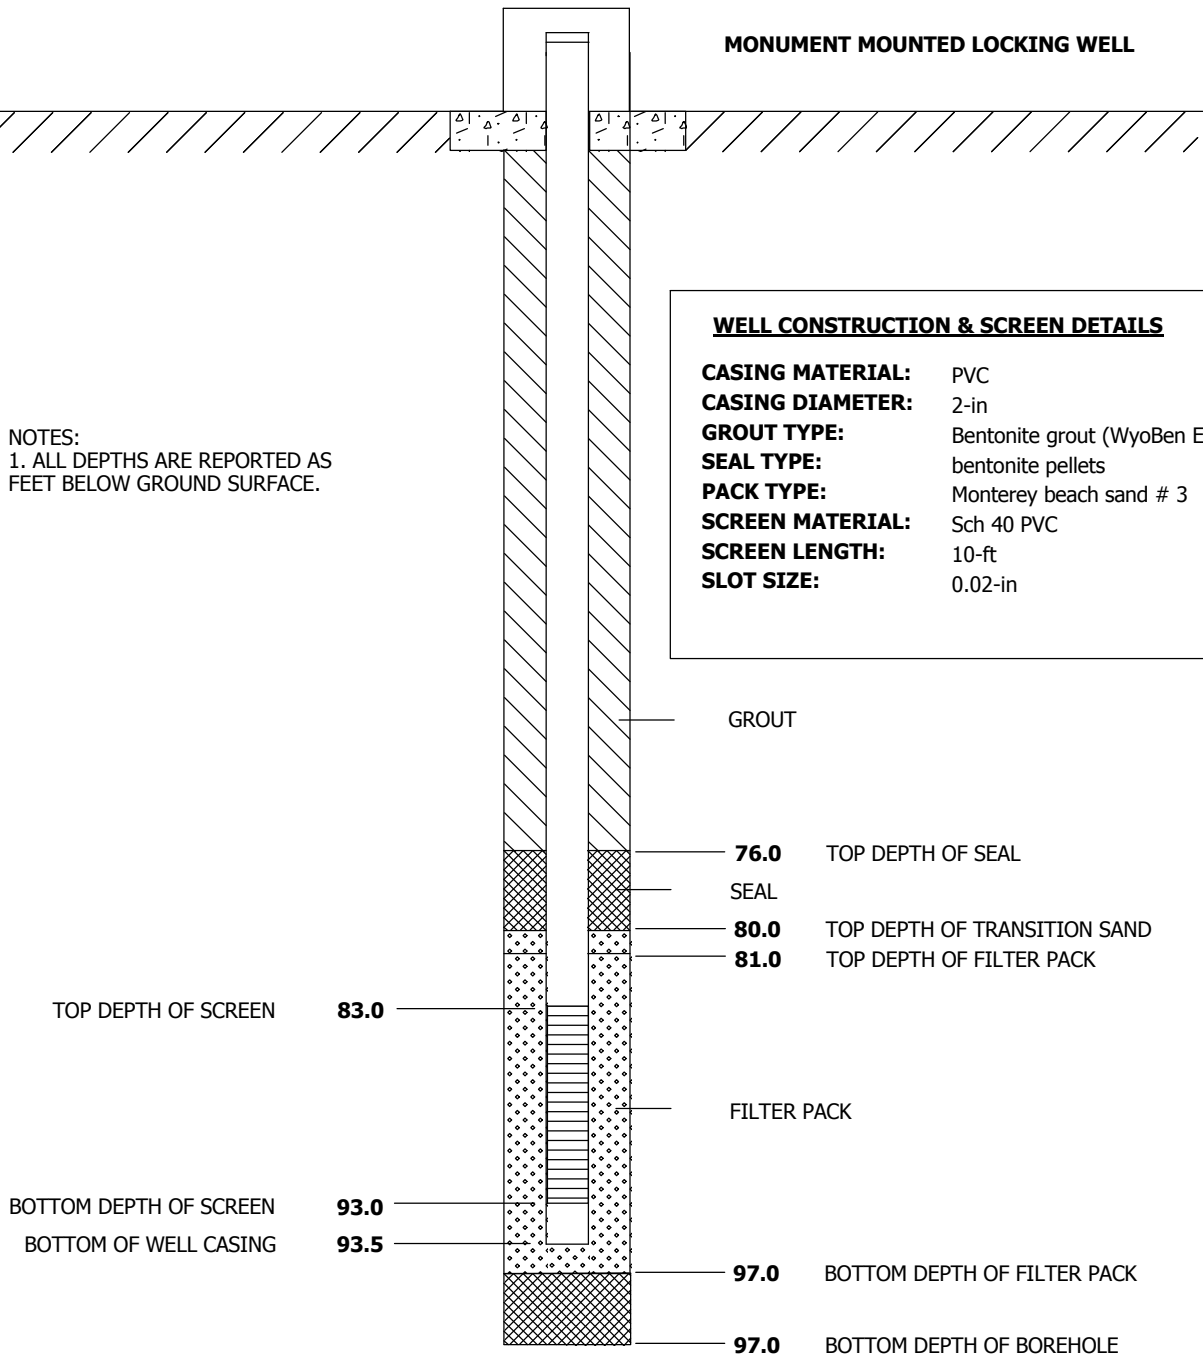 MONUMENT MOUNTED LOCKING WELL
WELL CONSTRUCTION & SCREEN DETAILS
CASING MATERIAL: PVC
CASING DIAMETER: 2-in
GROUT TYPE: Bentonite grout (WyoBen E
SEAL TYPE: bentonite pellets
PACK TYPE: Monterey beach sand # 3
SCREEN MATERIAL: Sch 40 PVC
SCREEN LENGTH: 10-ft
SLOT SIZE: 0.02-in
NOTES:
1. ALL DEPTHS ARE REPORTED AS
FEET BELOW GROUND SURFACE.
GROUT
76.0 TOP DEPTH OF SEAL
SEAL
80.0 TOP DEPTH OF TRANSITION SAND
81.0 TOP DEPTH OF FILTER PACK
TOP DEPTH OF SCREEN 83.0
FILTER PACK
BOTTOM DEPTH OF SCREEN 93.0
BOTTOM OF WELL CASING 93.5
97.0 BOTTOM DEPTH OF FILTER PACK
97.0 BOTTOM DEPTH OF BOREHOLE